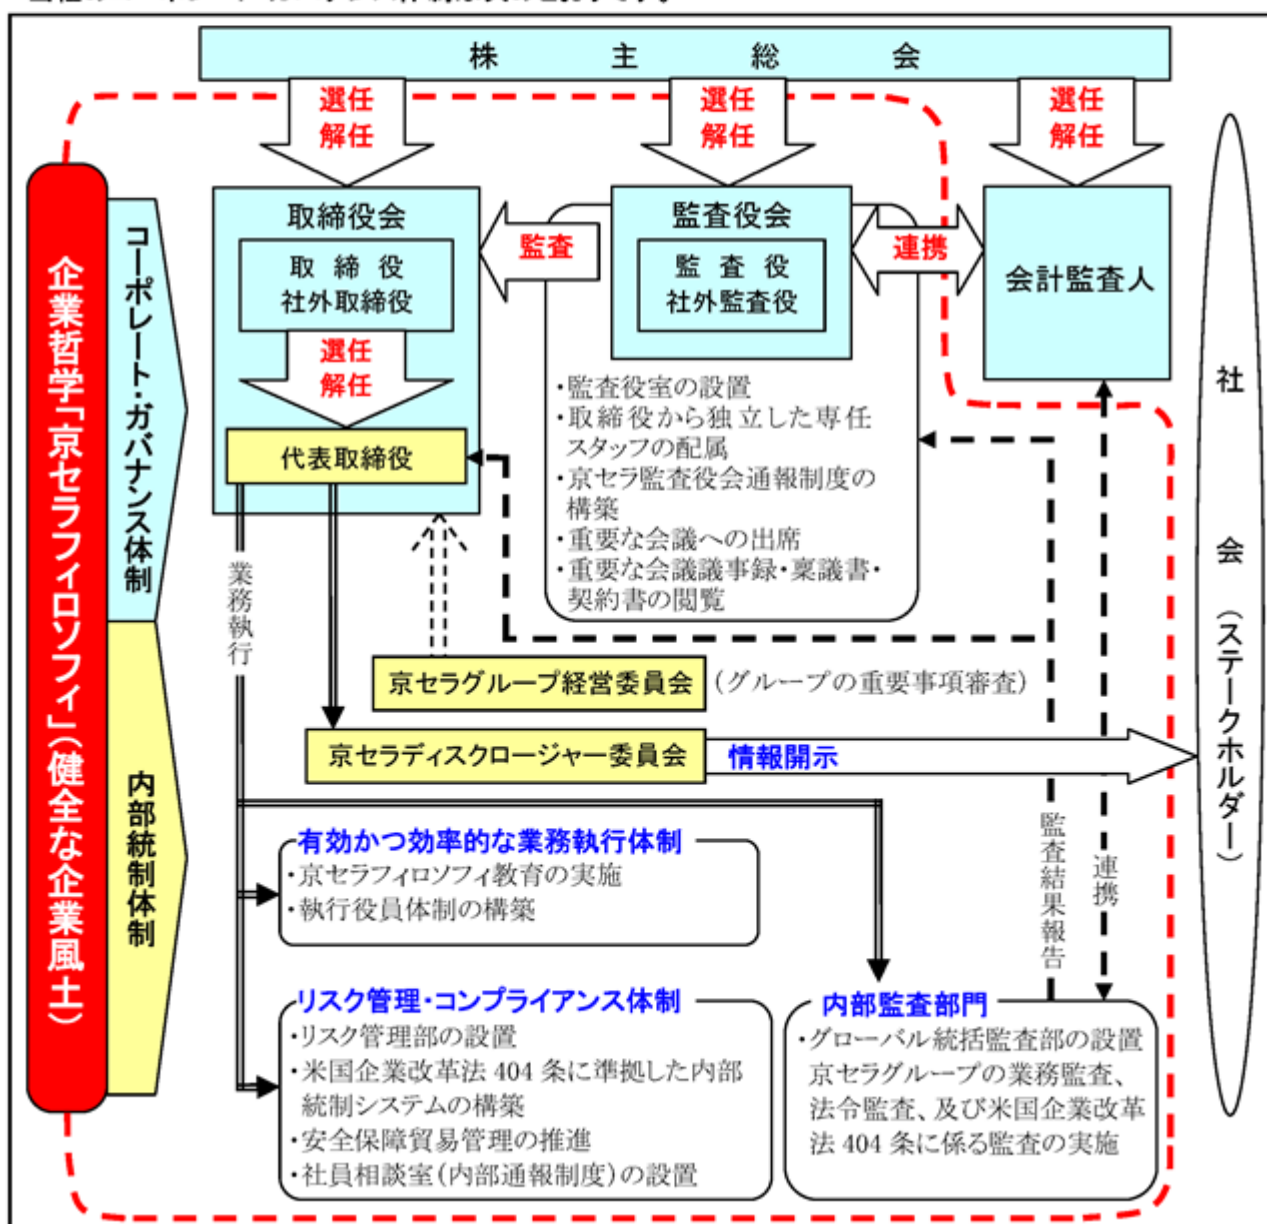 株主総会
選任
解任
選任
解任
選任
解任
企業哲学「京セラフィロソフィ」(健全な企業風土)
コーポレート・ガバナンス体制
内部統制体制
取締役会
取締役
社外取締役
選任
解任
代表取締役
監査
監査役会
監査役
社外監査役
連携
会計監査人
・監査役室の設置
・取締役から独立した専任
スタッフの配属
・京セラ監査役会通報制度の
構築
・重要な会議への出席
・重要な会議議事録・稟議書・
契約書の閲覧
業務執行
京セラグループ経営委員会
(グループの重要事項審査)
京セラディスクロージャー委員会
情報開示
社会(ステークホルダー)
監査結果報告
連携
有効かつ効率的な業務執行体制
・京セラフィロソフィ教育の実施
・執行役員体制の構築
リスク管理・コンプライアンス体制
・リスク管理部の設置
・米国企業改革法 404 条に準拠した内部
統制システムの構築
・安全保障貿易管理の推進
・社員相談室(内部通報制度)の設置
内部監査部門
・グローバル統括監査部の設置
京セラグループの業務監査、
法令監査、及び米国企業改革
法 404 条に係る監査の実施